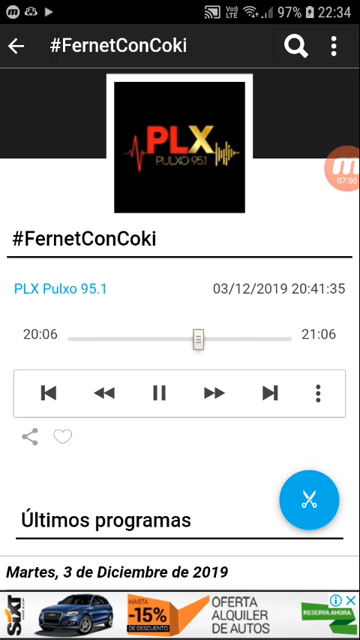 97% 22:34
#FernetConCoki
PLX
PULXO 95.1
07:00
#FernetConCoki
PLX Pulxo 95.1
03/12/2019 20:41:35
20:06
21:06
Últimos programas
Martes, 3 de Diciembre de 2019
SIXT
rent a car
HASTA
-15%
DE DESCUENTO
OFERTA
ALQUILER
DE AUTOS
RESERVA AHORA